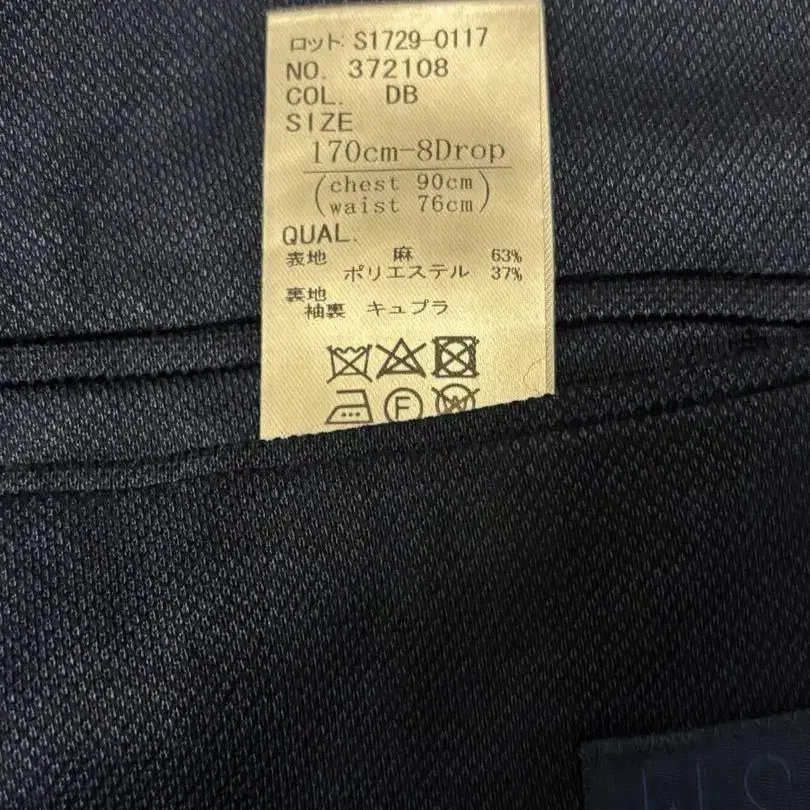 ロット: S1729-0117
NO. 372108
COL. DB
SIZE
170cm-8Drop
(chest 90cm
waist 76cm)
QUAL.
表地 麻 63%
ポリエステル 37%
裏地
袖裏 キュプラ
F
W